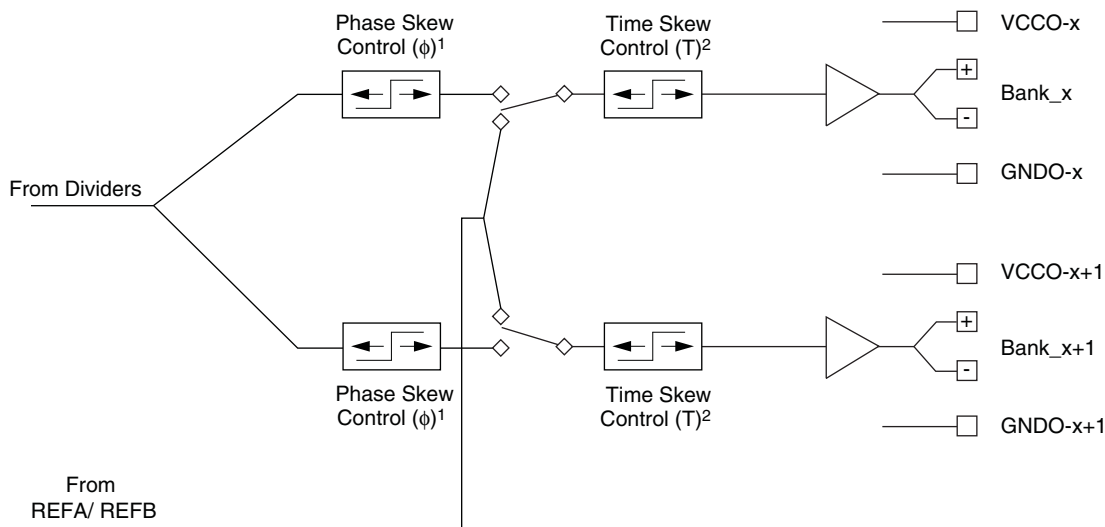 Phase Skew
Control (ϕ)¹
Time Skew
Control (T)²
VCCO-x
+
Bank_x
-
GNDO-x
From Dividers
VCCO-x+1
+
Bank_x+1
-
GNDO-x+1
Phase Skew
Control (ϕ)¹
Time Skew
Control (T)²
From
REFA/ REFB